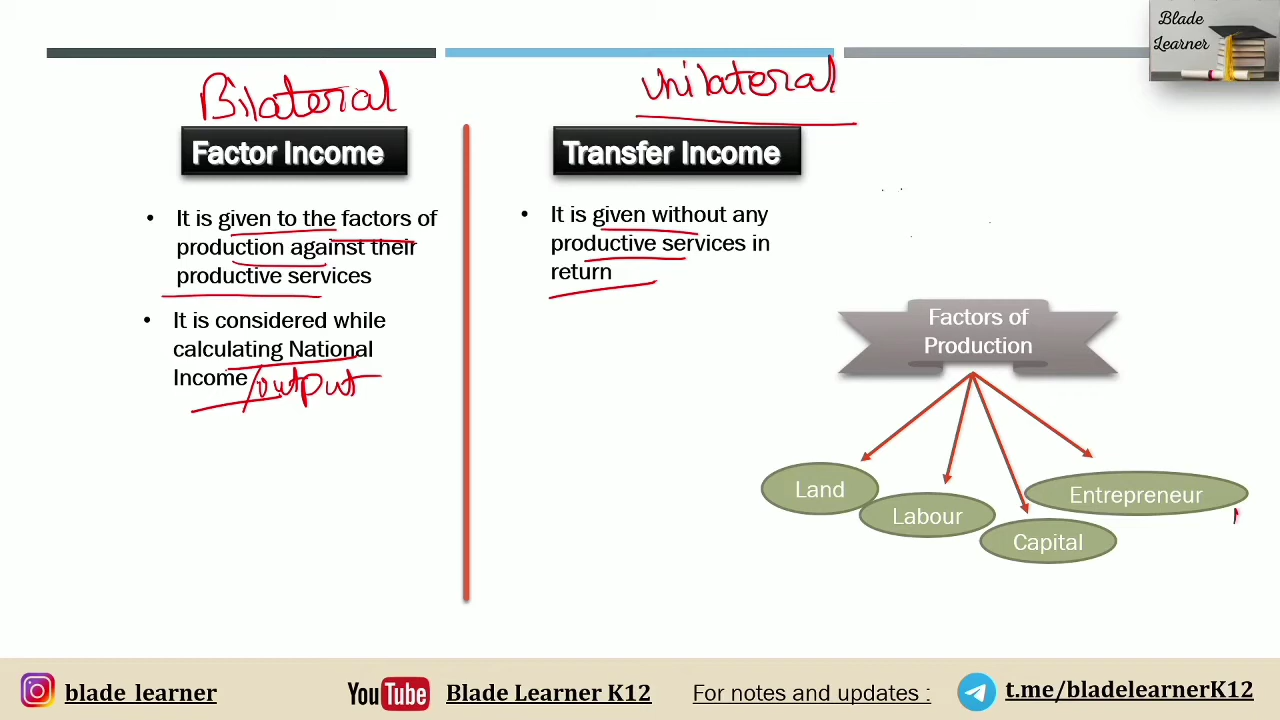 Blade
Learner
Bilateral
Unilateral
Factor Income
Transfer Income
• It is given to the factors of
production against their
productive services
• It is considered while
calculating National
Income/output
• It is given without any
productive services in
return
Factors of
Production
Land
Labour
Capital
Entrepreneur
blade_learner
YouTube
Blade Learner K12
For notes and updates :
t.me/bladelearnerK12